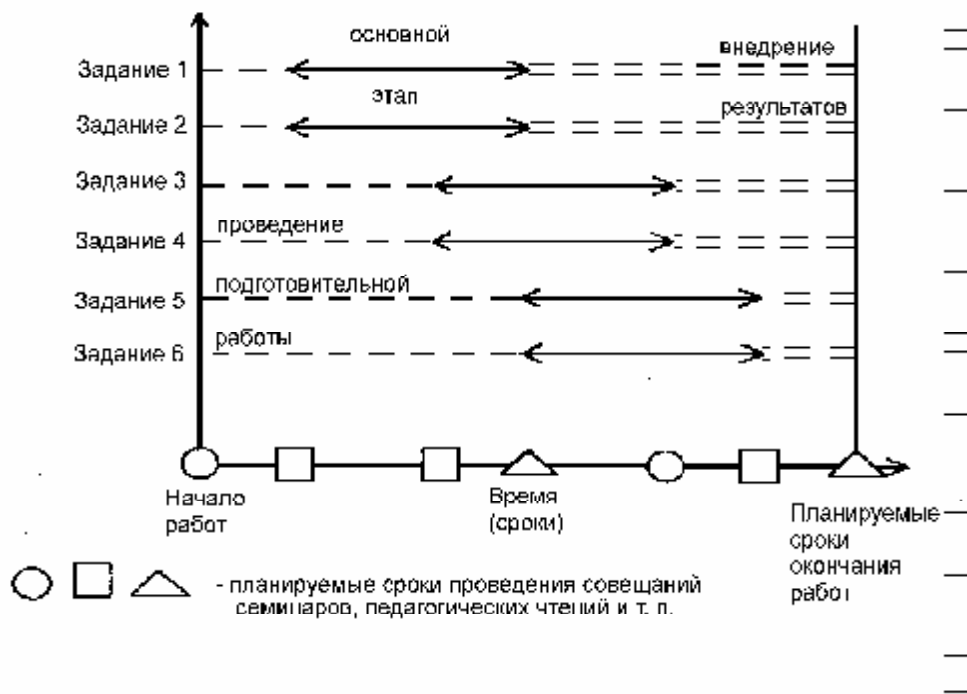 основной
внедрение
Задание 1
этап
результатов
Задание 2
Задание 3
проведение
Задание 4
подготовительной
Задание 5
работы
Задание 6
Начало
работ
Время
(сроки)
Планируемые
сроки
окончания
работ
- планируемые сроки проведения совещаний
семинаров, педагогических чтений и т. п.